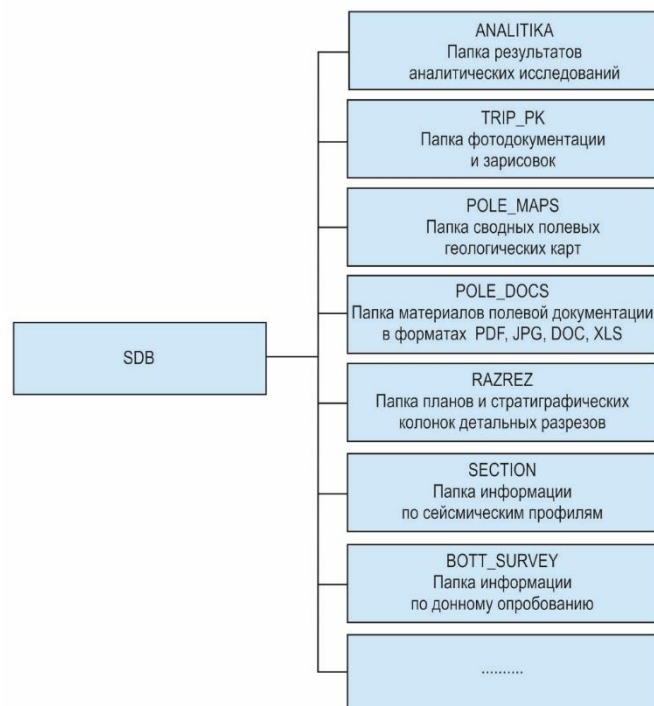 ANALITIKA
Папка результатов
аналитических исследований
TRIP_PK
Папка фотодокументации
и зарисовок
POLE_MAPS
Папка сводных полевых
геологических карт
POLE_DOCS
Папка материалов полевой документации
в форматах PDF, JPG, DOC, XLS
SDB
RAZREZ
Папка планов и стратиграфических
колонок детальных разрезов
SECTION
Папка информации
по сейсмическим профилям
BOTT_SURVEY
Папка информации
по донному опробованию
..........